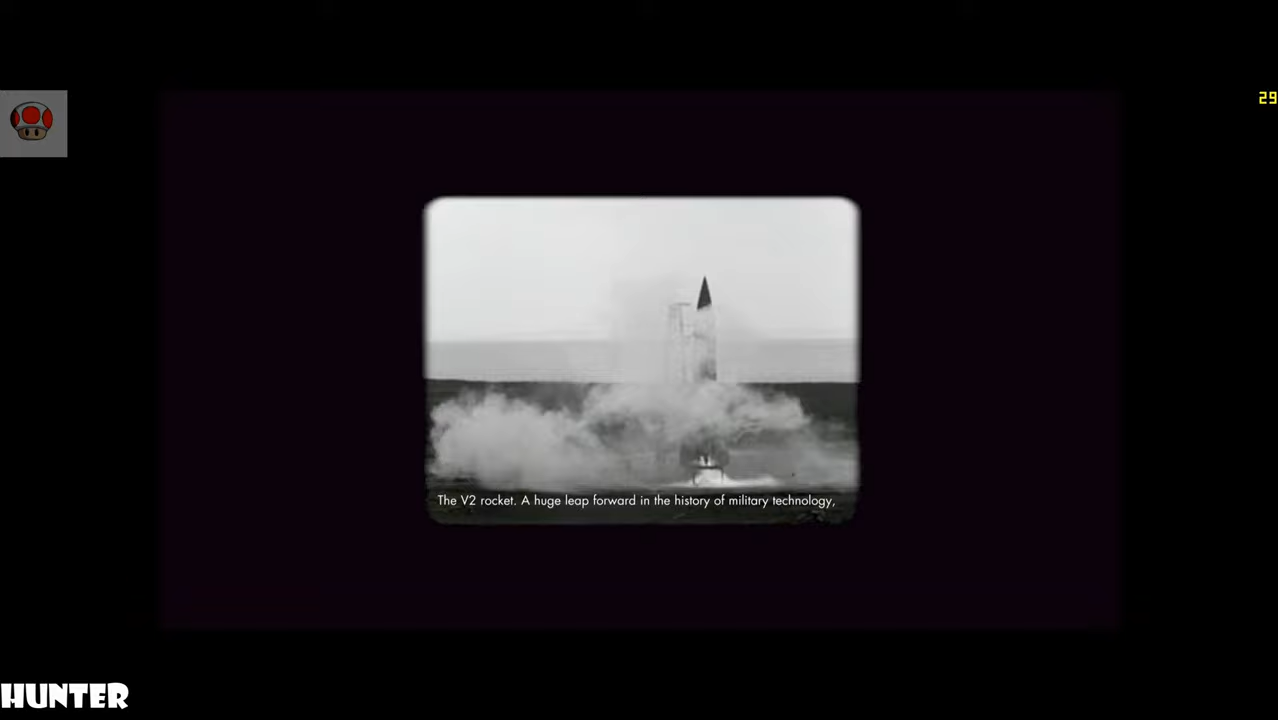 29
The V2 rocket. A huge leap forward in the history of military technology,
HUNTER